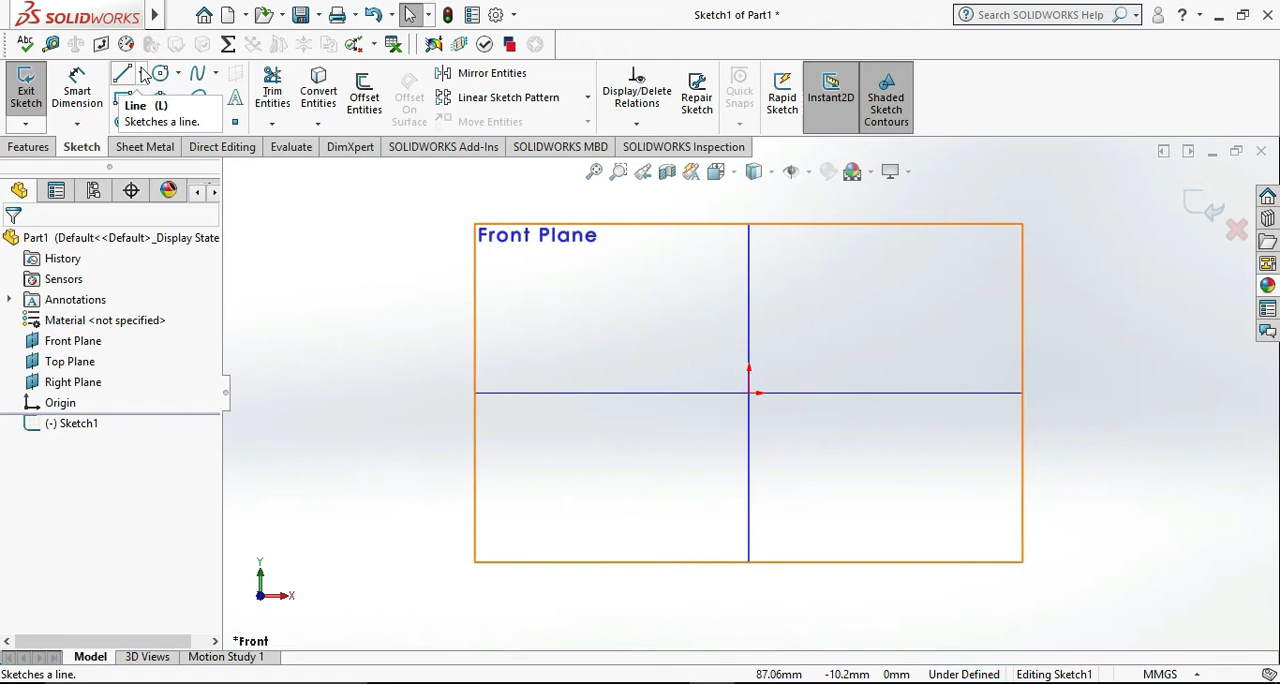 SOLIDWORKS
Sketch1 of Part1 *
Search SOLIDWORKS Help
?
Abc
Exit Sketch
Smart Dimension
Line (L)
Sketches a line.
Trim Entities
Convert Entities
Offset Entities
Offset On Surface
Mirror Entities
Linear Sketch Pattern
Move Entities
Display/Delete Relations
Repair Sketch
Quick Snaps
Rapid Sketch
Instant2D
Shaded Sketch Contours
Features
Sketch
Sheet Metal
Direct Editing
Evaluate
DimXpert
SOLIDWORKS Add-Ins
SOLIDWORKS MBD
SOLIDWORKS Inspection
Part1 (Default<<Default>_Display State
History
Sensors
Annotations
Material <not specified>
Front Plane
Top Plane
Right Plane
Origin
(-) Sketch1
Front Plane
Y
X
*Front
Model
3D Views
Motion Study 1
Sketches a line.
87.06mm
-10.2mm
0mm
Under Defined
Editing Sketch1
MMGS